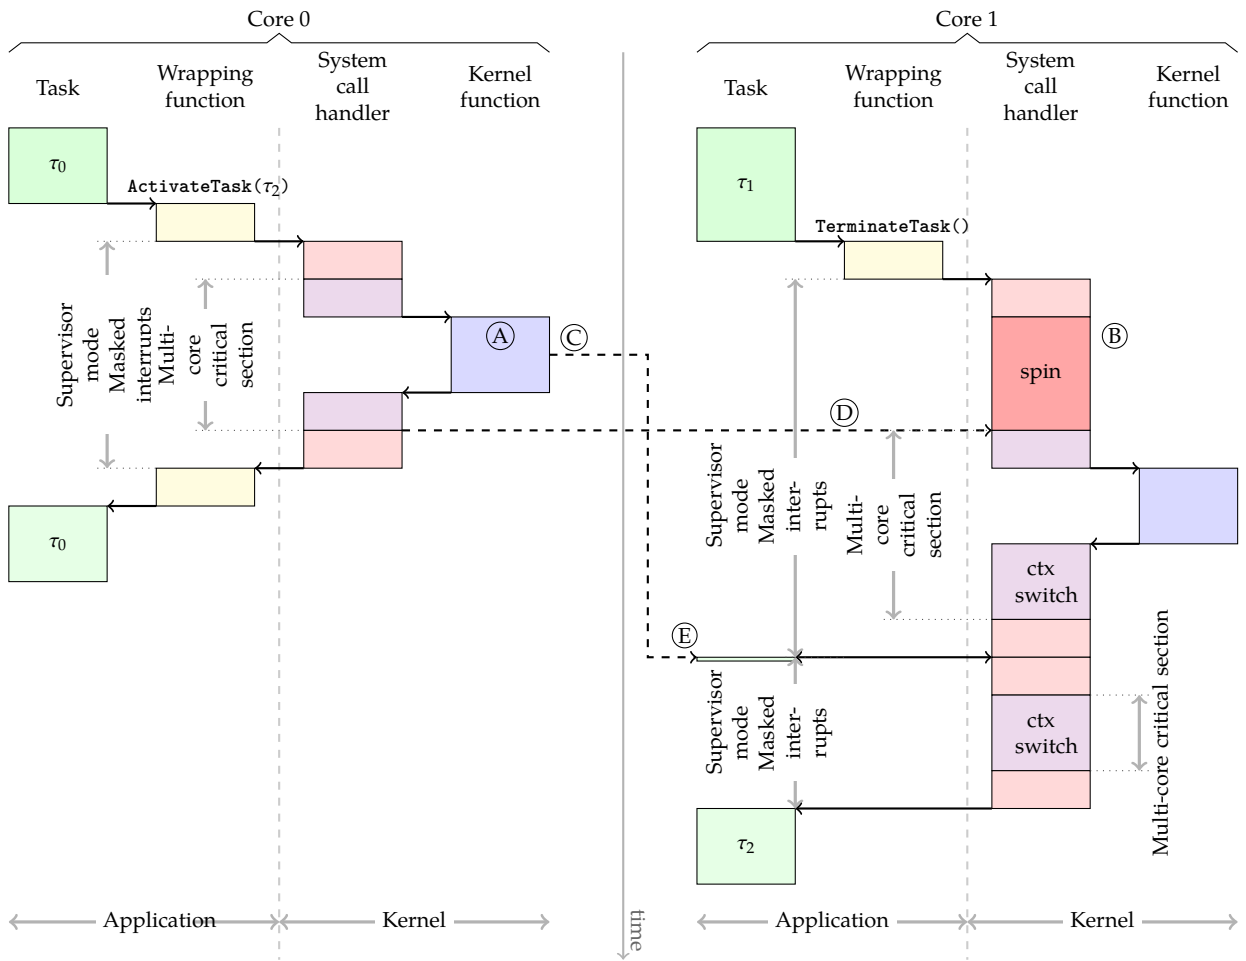 Core 0
Core 1
Task
Wrapping
function
System
call
handler
Kernel
function
Task
Wrapping
function
System
call
handler
Kernel
function
τ0
ActivateTask(τ2)
Supervisor
mode
Masked
interrupts
Multi-
core
critical
section
A
C
τ0
τ1
TerminateTask()
B
spin
D
Supervisor
mode
Masked
inter-
rupts
Multi-
core
critical
section
ctx
switch
E
Supervisor
mode
Masked
inter-
rupts
ctx
switch
Multi-core critical section
τ2
Application
Kernel
time
Application
Kernel